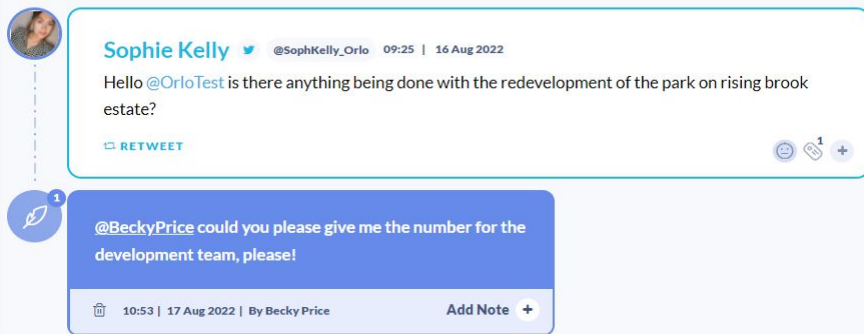 Sophie Kelly @SophKelly_Orlo 09:25 | 16 Aug 2022
Hello @OrloTest is there anything being done with the redevelopment of the park on rising brook
estate?
RETWEET
1
1
@BeckyPrice could you please give me the number for the
development team, please!
10:53 | 17 Aug 2022 | By Becky Price Add Note +